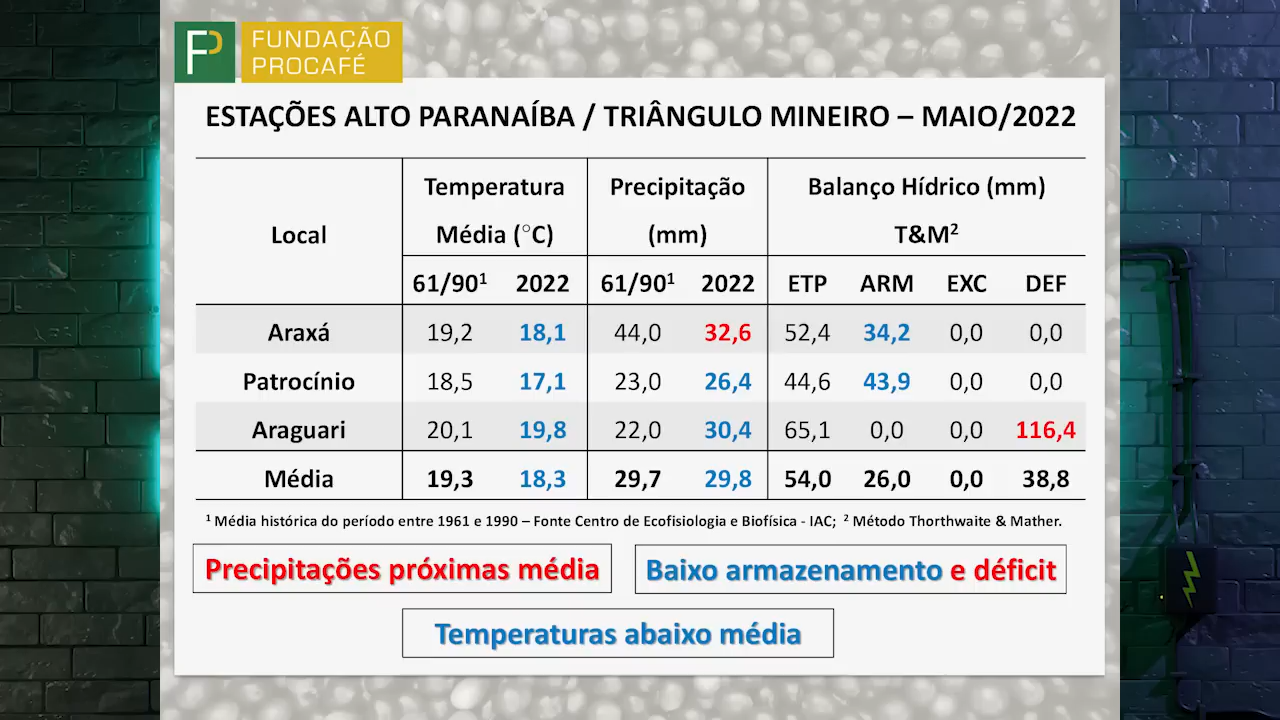 FUNDAÇÃO
PROCAFÉ
ESTAÇÕES ALTO PARANAÍBA / TRIÂNGULO MINEIRO – MAIO/2022
Local Temperatura Média (°C) Precipitação (mm) Balanço Hídrico (mm) T&M²
61/90¹ 2022 61/90¹ 2022 ETP ARM EXC DEF
Araxá 19,2 18,1 44,0 32,6 52,4 34,2 0,0 0,0
Patrocínio 18,5 17,1 23,0 26,4 44,6 43,9 0,0 0,0
Araguari 20,1 19,8 22,0 30,4 65,1 0,0 0,0 116,4
Média 19,3 18,3 29,7 29,8 54,0 26,0 0,0 38,8
¹ Média histórica do período entre 1961 e 1990 – Fonte Centro de Ecofisiologia e Biofísica - IAC; ² Método Thorthwaite & Mather.
Precipitações próximas média
Baixo armazenamento e déficit
Temperaturas abaixo média